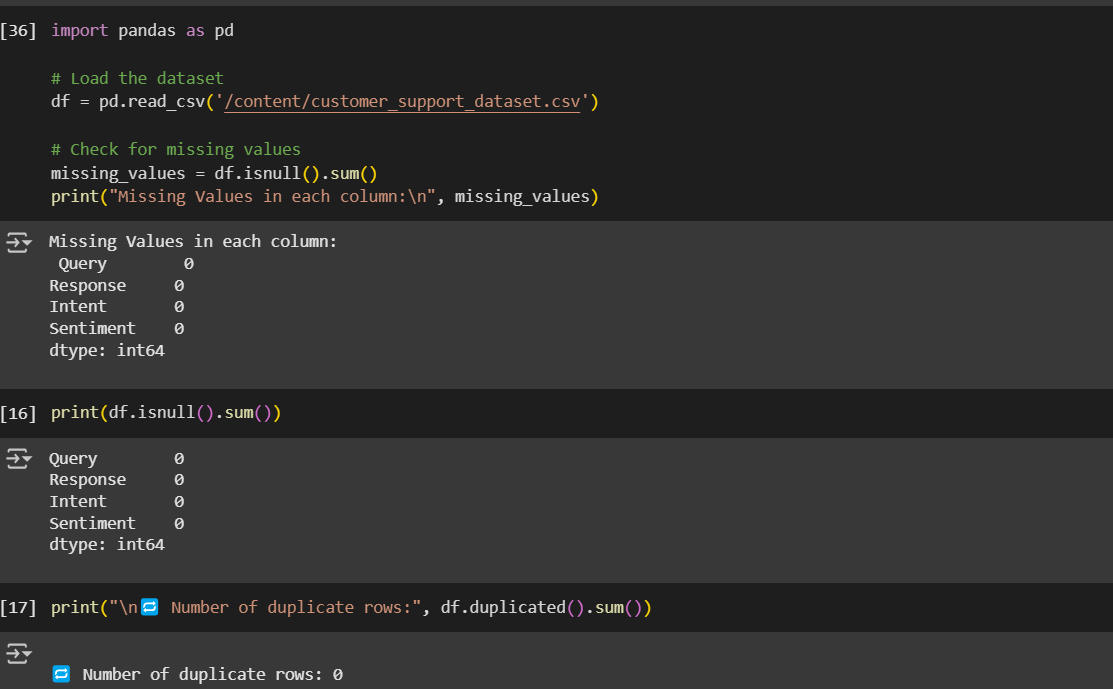 [36] import pandas as pd
# Load the dataset
df = pd.read_csv('/content/customer_support_dataset.csv')
# Check for missing values
missing_values = df.isnull().sum()
print("Missing Values in each column:\n", missing_values)
Missing Values in each column:
 Query        0
Response     0
Intent       0
Sentiment    0
dtype: int64
[16] print(df.isnull().sum())
Query        0
Response     0
Intent       0
Sentiment    0
dtype: int64
[17] print("\n🔁 Number of duplicate rows:", df.duplicated().sum())
🔁 Number of duplicate rows: 0